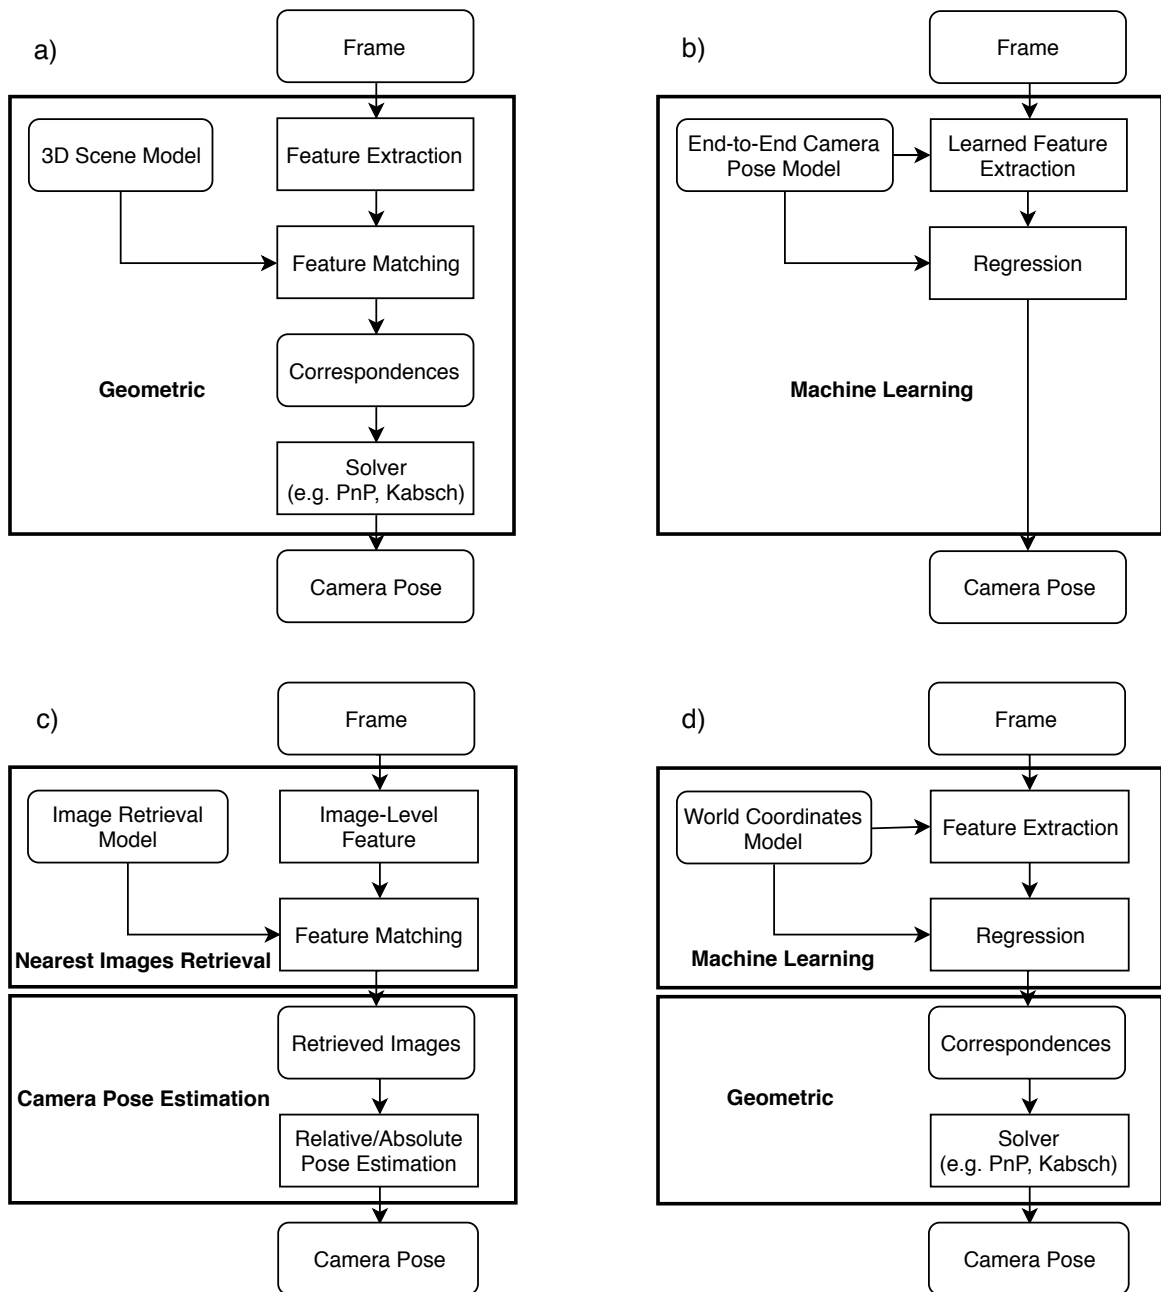 a)
Frame
3D Scene Model
Feature Extraction
Feature Matching
Correspondences
Geometric
Solver
(e.g. PnP, Kabsch)
Camera Pose
b)
Frame
End-to-End Camera
Pose Model
Learned Feature
Extraction
Regression
Machine Learning
Camera Pose
c)
Frame
Image Retrieval
Model
Image-Level
Feature
Feature Matching
Nearest Images Retrieval
Retrieved Images
Camera Pose Estimation
Relative/Absolute
Pose Estimation
Camera Pose
d)
Frame
World Coordinates
Model
Feature Extraction
Regression
Machine Learning
Correspondences
Geometric
Solver
(e.g. PnP, Kabsch)
Camera Pose